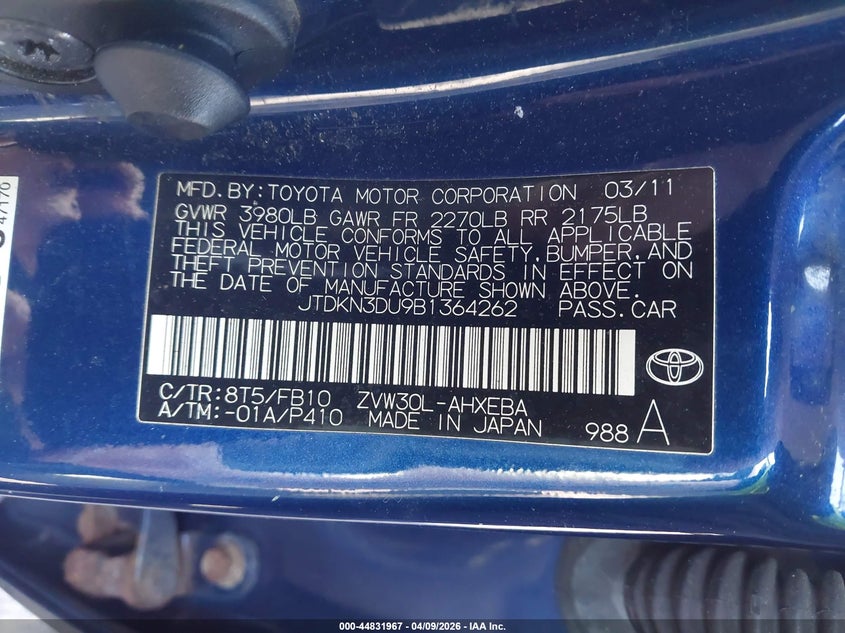 MFD. BY: TOYOTA MOTOR CORPORATION 03/11
GVWR 3980LB GAWR FR 2270LB RR 2175LB
THIS VEHICLE CONFORMS TO ALL APPLICABLE
FEDERAL MOTOR VEHICLE SAFETY, BUMPER, AND
THEFT PREVENTION STANDARDS IN EFFECT ON
THE DATE OF MANUFACTURE SHOWN ABOVE.
JTDKN3DU9B1364262 PASS. CAR
C/TR: 8T5/FB10 ZVW30L-AHXEBA
A/TM: -01A/P410 MADE IN JAPAN 988 A
000-44831967 | 04/09/2026 | IAA Inc.